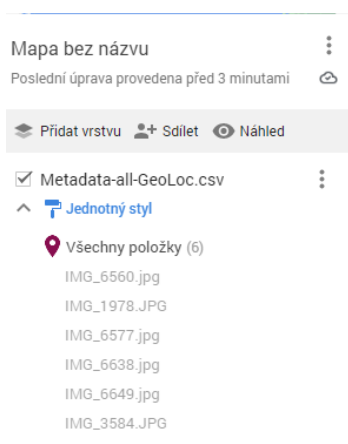 Mapa bez názvu
Poslední úprava provedena před 3 minutami
Přidat vrstvu Sdílet Náhled
Metadata-all-GeoLoc.csv
Jednotný styl
Všechny položky (6)
IMG_6560.jpg
IMG_1978.JPG
IMG_6577.jpg
IMG_6638.jpg
IMG_6649.jpg
IMG_3584.JPG